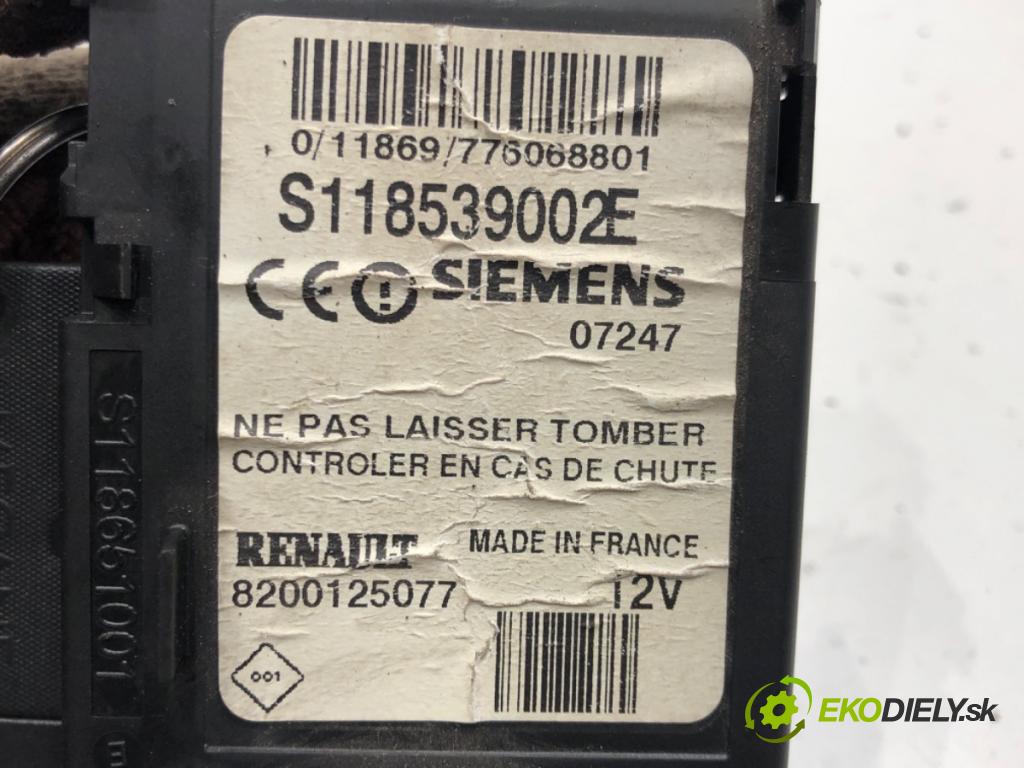 0/11869/776068801
S118539002E
CE SIEMENS
07247
NE PAS LAISSER TOMBER
CONTROLER EN CAS DE CHUTE
RENAULT MADE IN FRANCE
8200125077 12V
001
S118651001
E
EKODIELY.sk